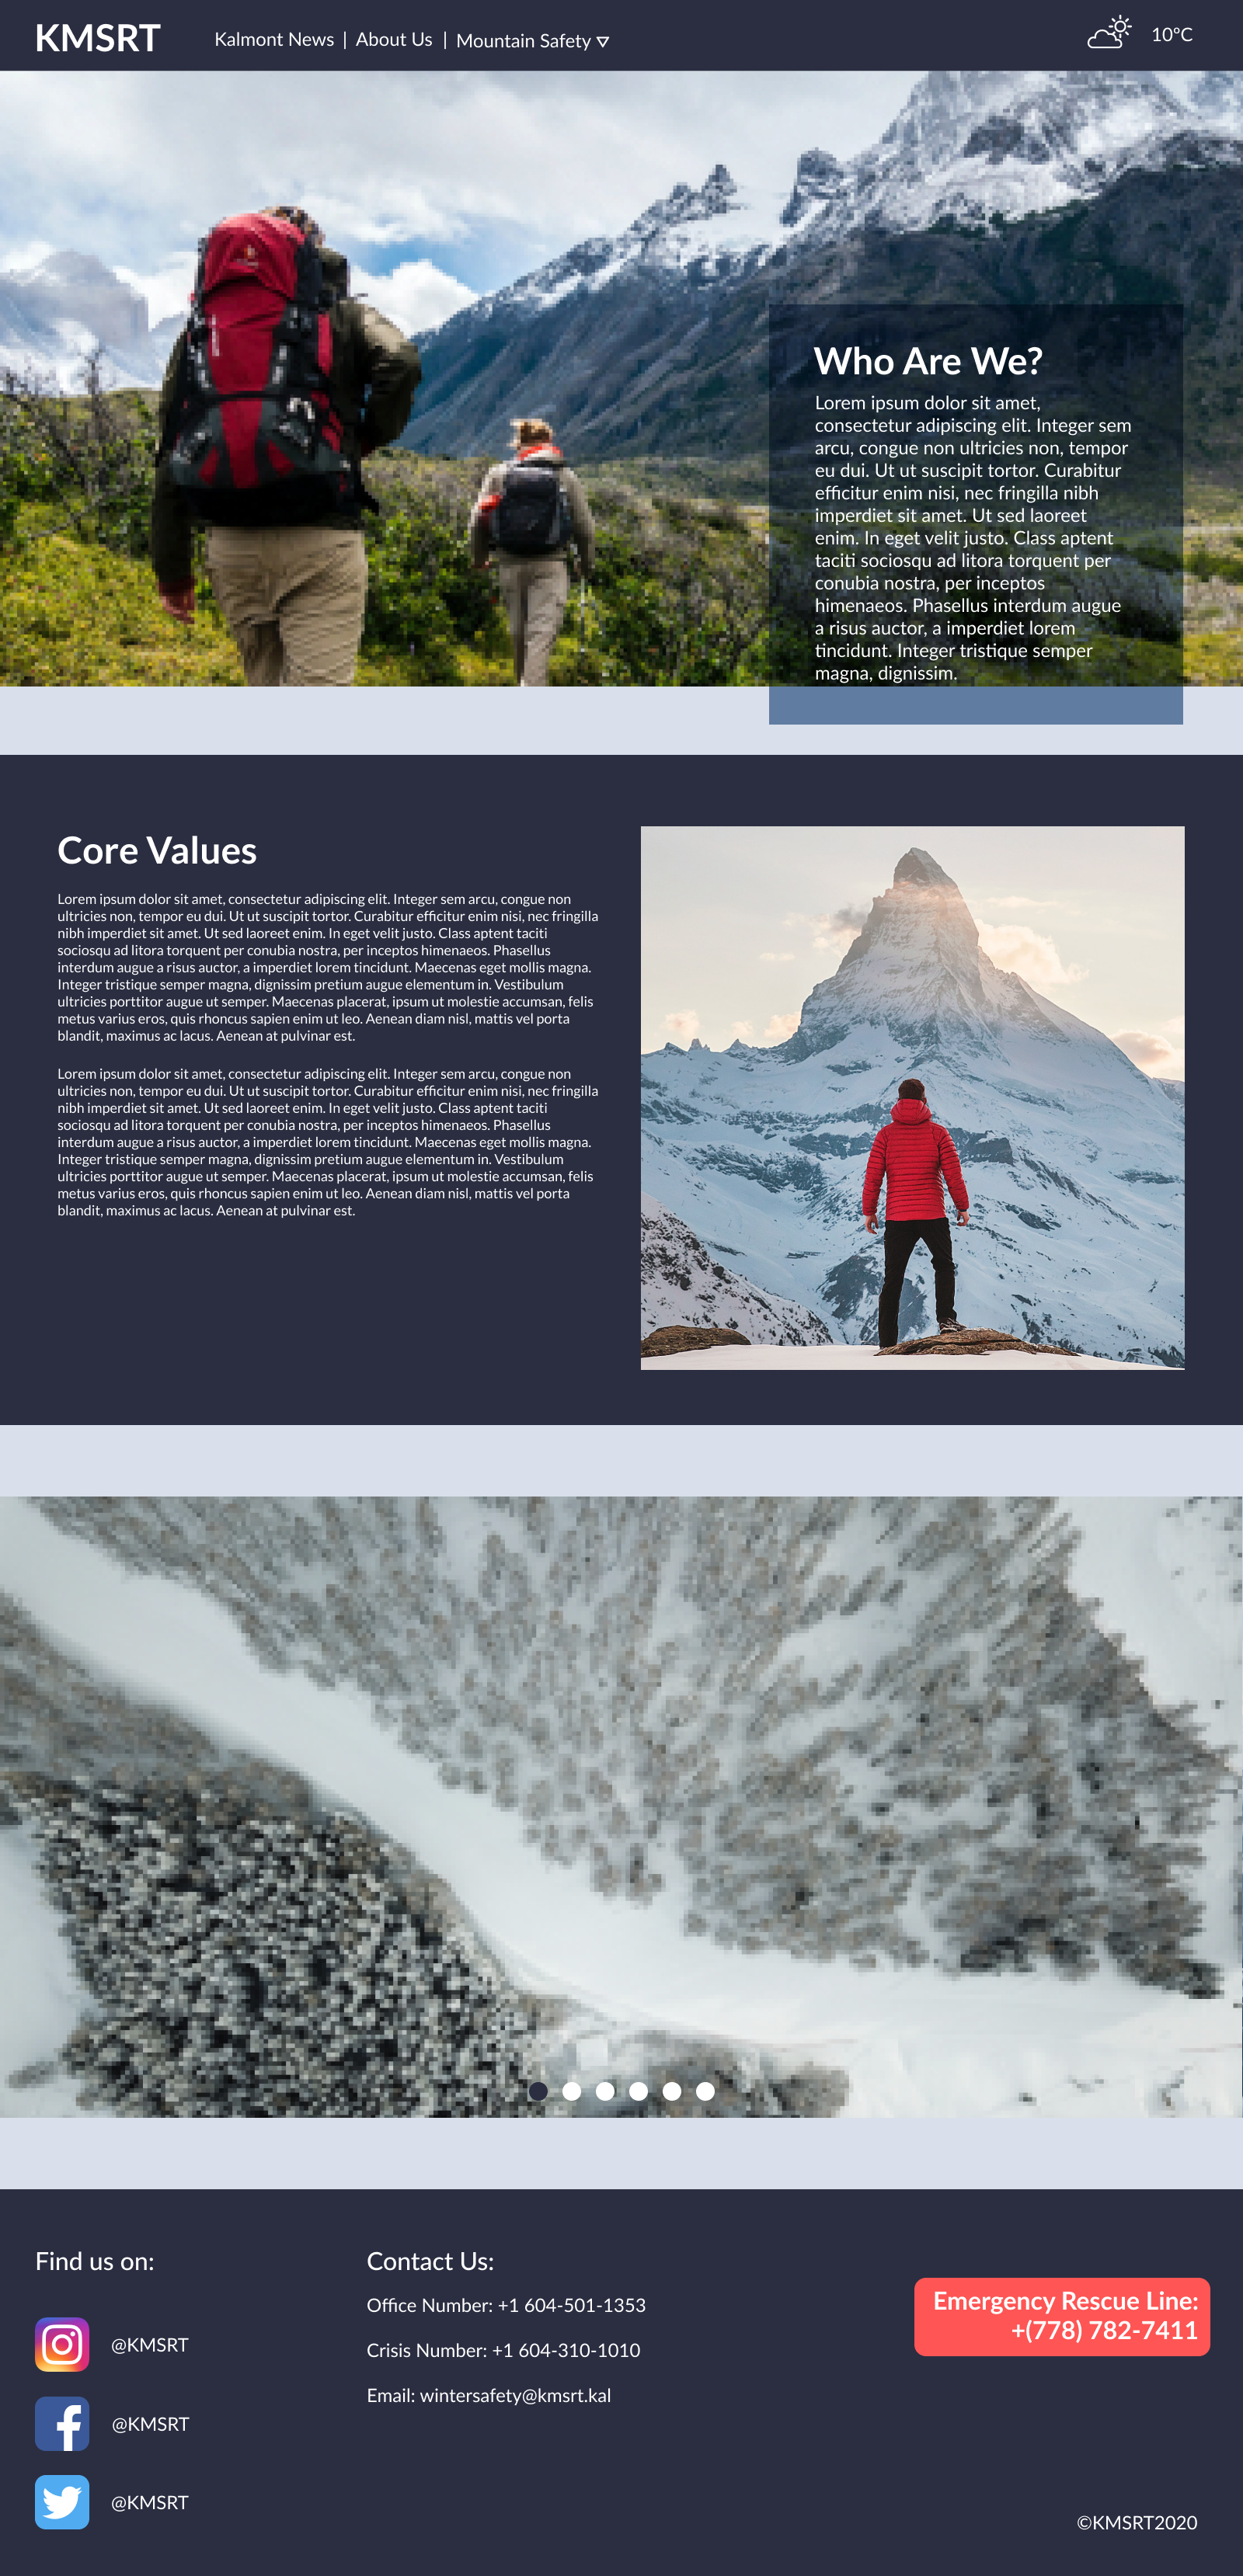 KMSRT
Kalmont News | About Us | Mountain Safety
10°C
Who Are We?
Lorem ipsum dolor sit amet,
consectetur adipiscing elit. Integer sem
arcu, congue non ultricies non, tempor
eu dui. Ut ut suscipit tortor. Curabitur
efficitur enim nisi, nec fringilla nibh
imperdiet sit amet. Ut sed laoreet
enim. In eget velit justo. Class aptent
taciti sociosqu ad litora torquent per
conubia nostra, per inceptos
himenaeos. Phasellus interdum augue
a risus auctor, a imperdiet lorem
tincidunt. Integer tristique semper
magna, dignissim.
Core Values
Lorem ipsum dolor sit amet, consectetur adipiscing elit. Integer sem arcu, congue non
ultricies non, tempor eu dui. Ut ut suscipit tortor. Curabitur efficitur enim nisi, nec fringilla
nibh imperdiet sit amet. Ut sed laoreet enim. In eget velit justo. Class aptent taciti
sociosqu ad litora torquent per conubia nostra, per inceptos himenaeos. Phasellus
interdum augue a risus auctor, a imperdiet lorem tincidunt. Maecenas eget mollis magna.
Integer tristique semper magna, dignissim pretium augue elementum in. Vestibulum
ultricies porttitor augue ut semper. Maecenas placerat, ipsum ut molestie accumsan, felis
metus varius eros, quis rhoncus sapien enim ut leo. Aenean diam nisl, mattis vel porta
blandit, maximus ac lacus. Aenean at pulvinar est.
Lorem ipsum dolor sit amet, consectetur adipiscing elit. Integer sem arcu, congue non
ultricies non, tempor eu dui. Ut ut suscipit tortor. Curabitur efficitur enim nisi, nec fringilla
nibh imperdiet sit amet. Ut sed laoreet enim. In eget velit justo. Class aptent taciti
sociosqu ad litora torquent per conubia nostra, per inceptos himenaeos. Phasellus
interdum augue a risus auctor, a imperdiet lorem tincidunt. Maecenas eget mollis magna.
Integer tristique semper magna, dignissim pretium augue elementum in. Vestibulum
ultricies porttitor augue ut semper. Maecenas placerat, ipsum ut molestie accumsan, felis
metus varius eros, quis rhoncus sapien enim ut leo. Aenean diam nisl, mattis vel porta
blandit, maximus ac lacus. Aenean at pulvinar est.
Find us on:
@KMSRT
@KMSRT
@KMSRT
Contact Us:
Office Number: +1 604-501-1353
Crisis Number: +1 604-310-1010
Email: wintersafety@kmsrt.kal
Emergency Rescue Line:
+(778) 782-7411
©KMSRT2020